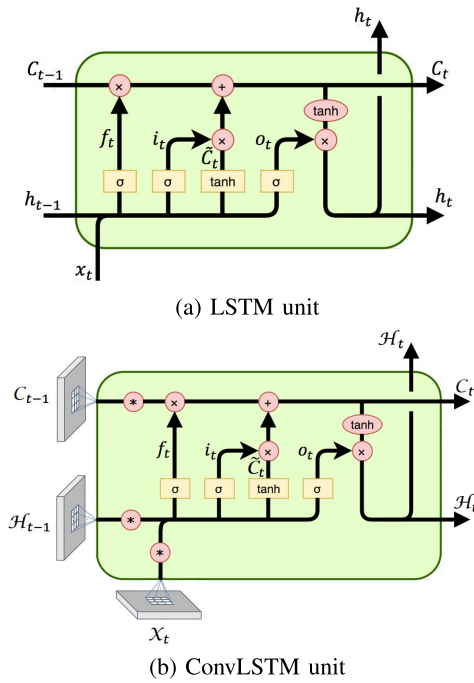 h_t
C_{t-1}
C_t
×
+
tanh
f_t
i_t
×
o_t
×
C̃_t
σ
σ
tanh
σ
h_{t-1}
h_t
x_t
(a) LSTM unit
ℋ_t
C_{t-1}
C_t
*
×
+
tanh
f_t
i_t
×
o_t
×
C̃_t
σ
σ
tanh
σ
ℋ_{t-1}
*
ℋ_t
*
𝒳_t
(b) ConvLSTM unit